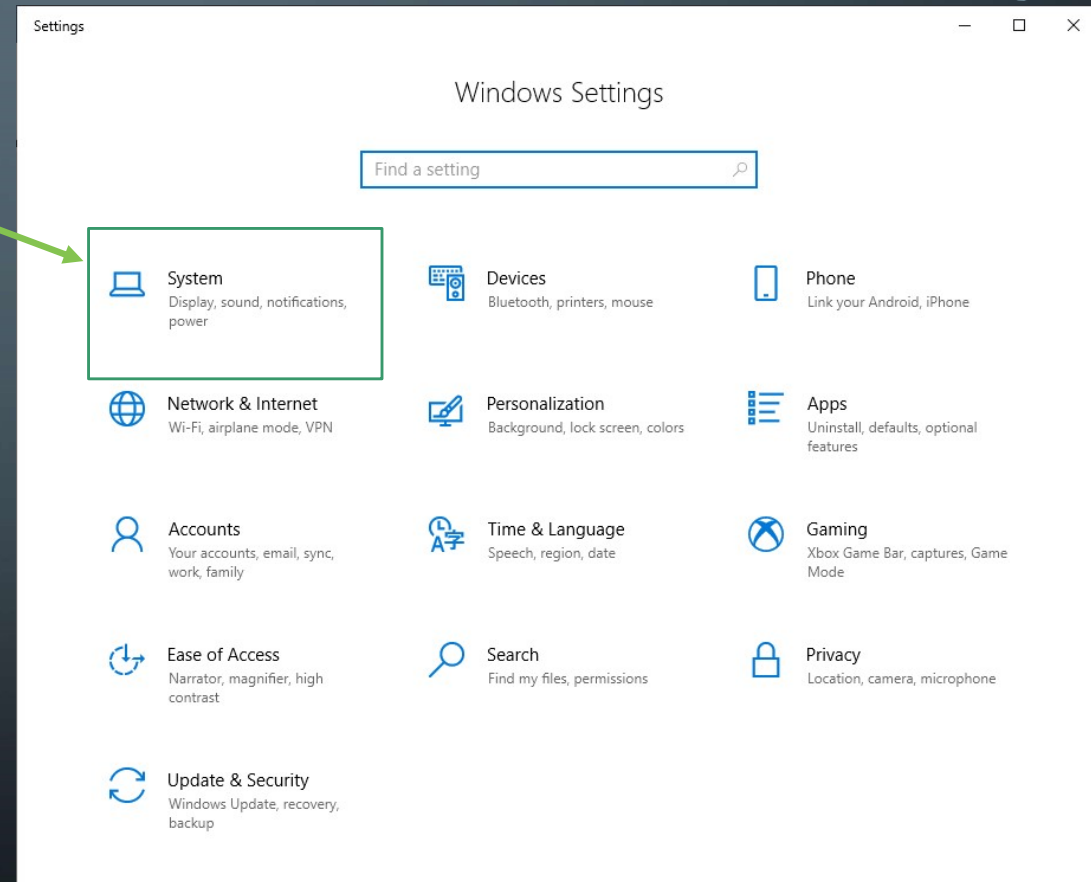 Settings
Windows Settings
Find a setting
System
Display, sound, notifications,
power
Devices
Bluetooth, printers, mouse
Phone
Link your Android, iPhone
Network & Internet
Wi-Fi, airplane mode, VPN
Personalization
Background, lock screen, colors
Apps
Uninstall, defaults, optional
features
Accounts
Your accounts, email, sync,
work, family
Time & Language
Speech, region, date
Gaming
Xbox Game Bar, captures, Game
Mode
Ease of Access
Narrator, magnifier, high
contrast
Search
Find my files, permissions
Privacy
Location, camera, microphone
Update & Security
Windows Update, recovery,
backup